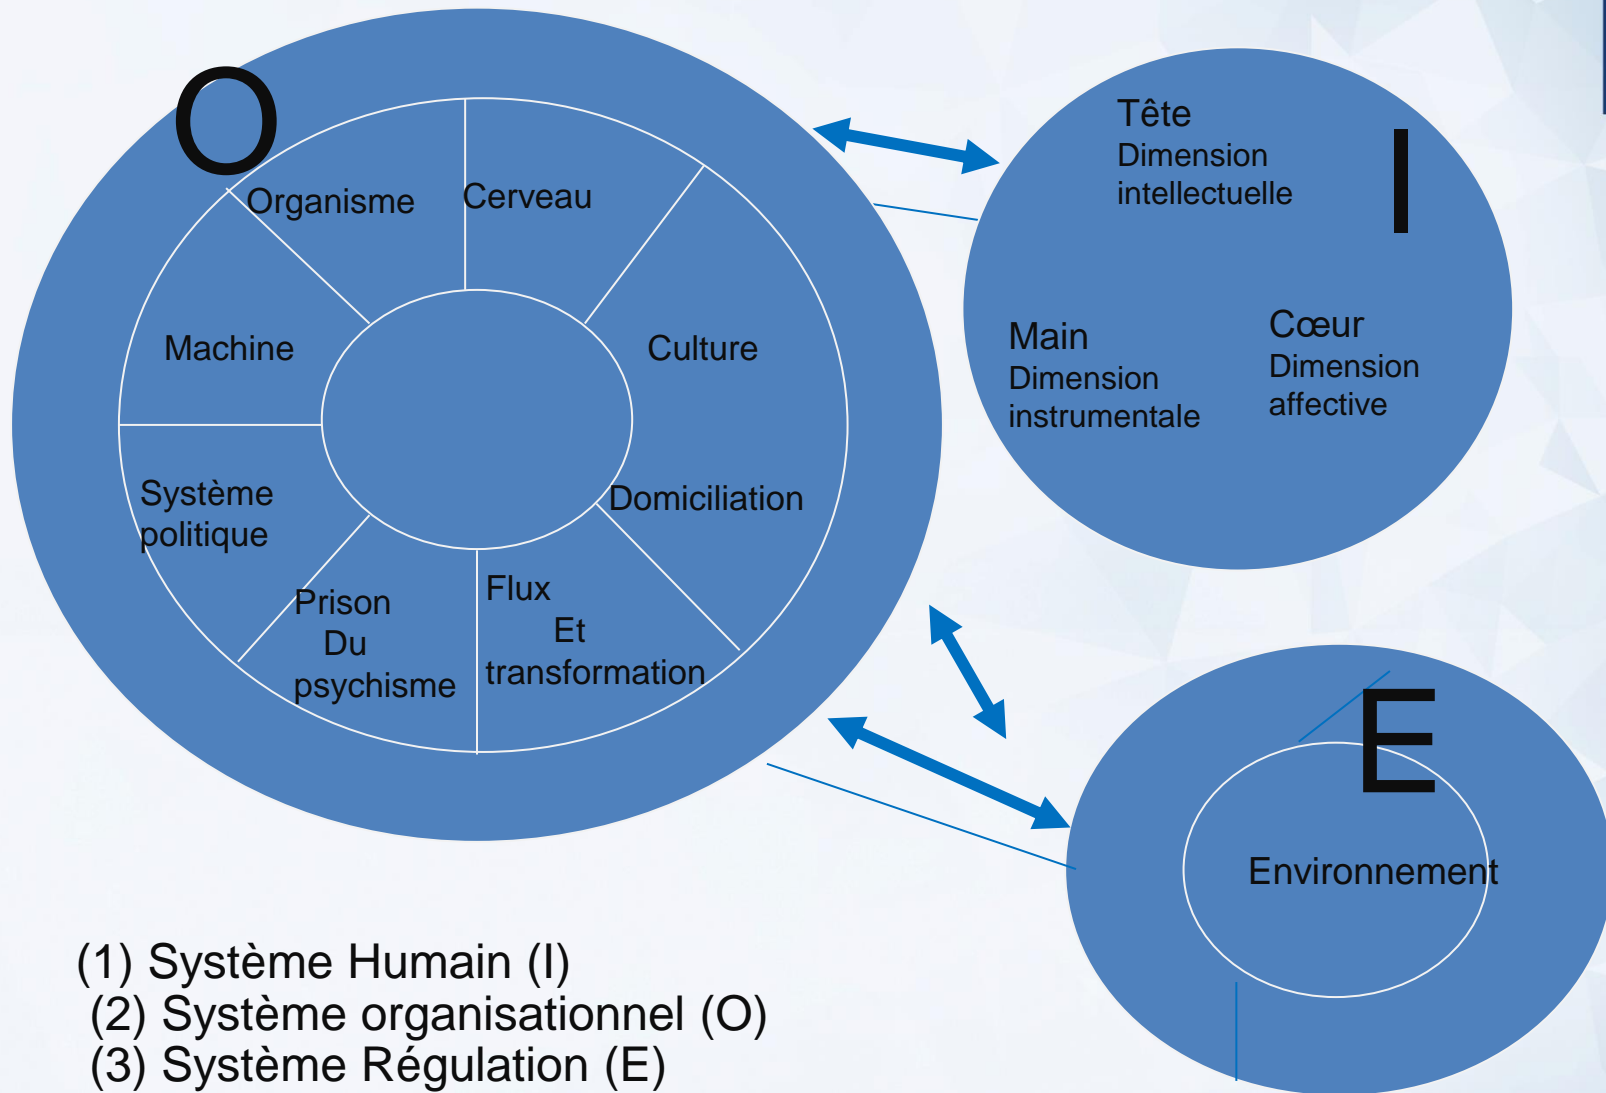 O
Organisme
Cerveau
Machine
Culture
Système
politique
Domiciliation
Prison
Du
psychisme
Flux
Et
transformation
Tête
Dimension
intellectuelle
I
Main
Dimension
instrumentale
Cœur
Dimension
affective
E
Environnement
(1) Système Humain (I)
(2) Système organisationnel (O)
(3) Système Régulation (E)